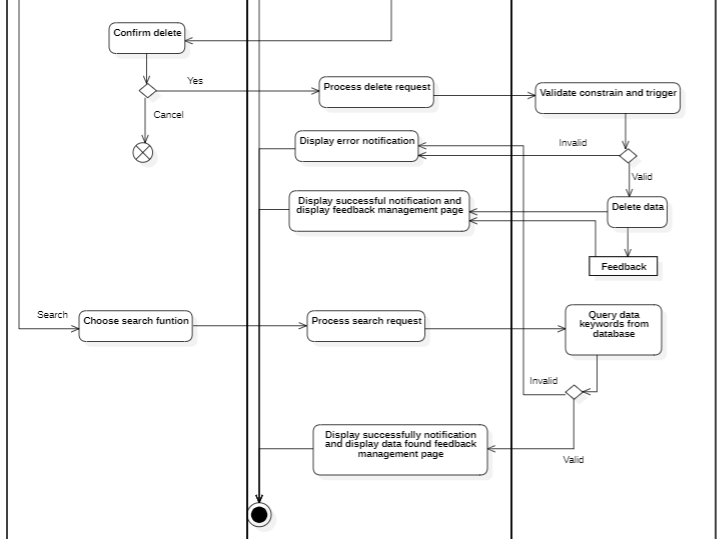 Confirm delete
Yes
Process delete request
Validate constrain and trigger
Cancel
Display error notification
Invalid
Valid
Display successful notification and
display feedback management page
Delete data
Feedback
Search
Choose search funtion
Process search request
Query data
keywords from
database
Invalid
Display successfully notification
and display data found feedback
management page
Valid